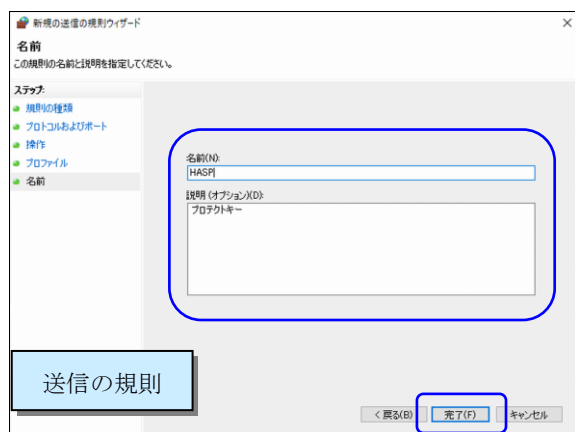 新規の送信の規則ウィザード
名前
この規則の名前と説明を指定してください。
ステップ:
規則の種類
プロトコルおよびポート
操作
プロファイル
名前
名前(N):
HASP
説明 (オプション)(D):
プロテクトキー
送信の規則
< 戻る(B)
完了(F)
キャンセル